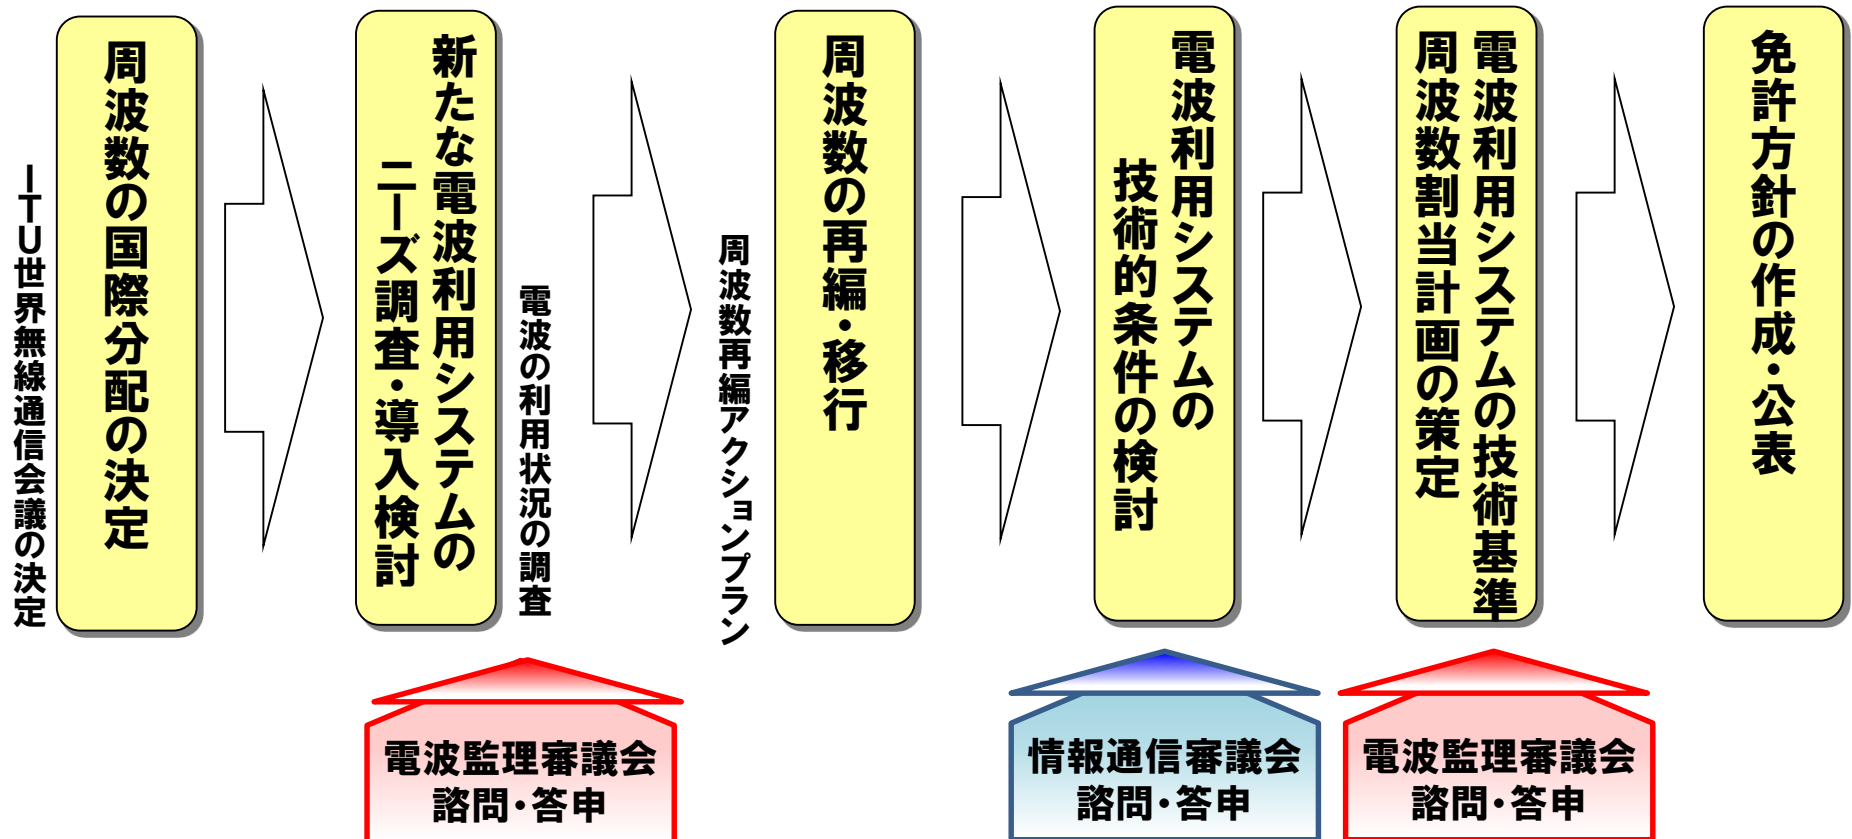 ITU世界無線通信会議の決定
周波数の国際分配の決定
新たな電波利用システムの
ニーズ調査・導入検討
電波の利用状況の調査
周波数再編アクションプラン
周波数の再編・移行
電波利用システムの
技術的条件の検討
電波利用システムの技術基準
周波数割当計画の策定
免許方針の作成・公表
電波監理審議会
諮問・答申
情報通信審議会
諮問・答申
電波監理審議会
諮問・答申